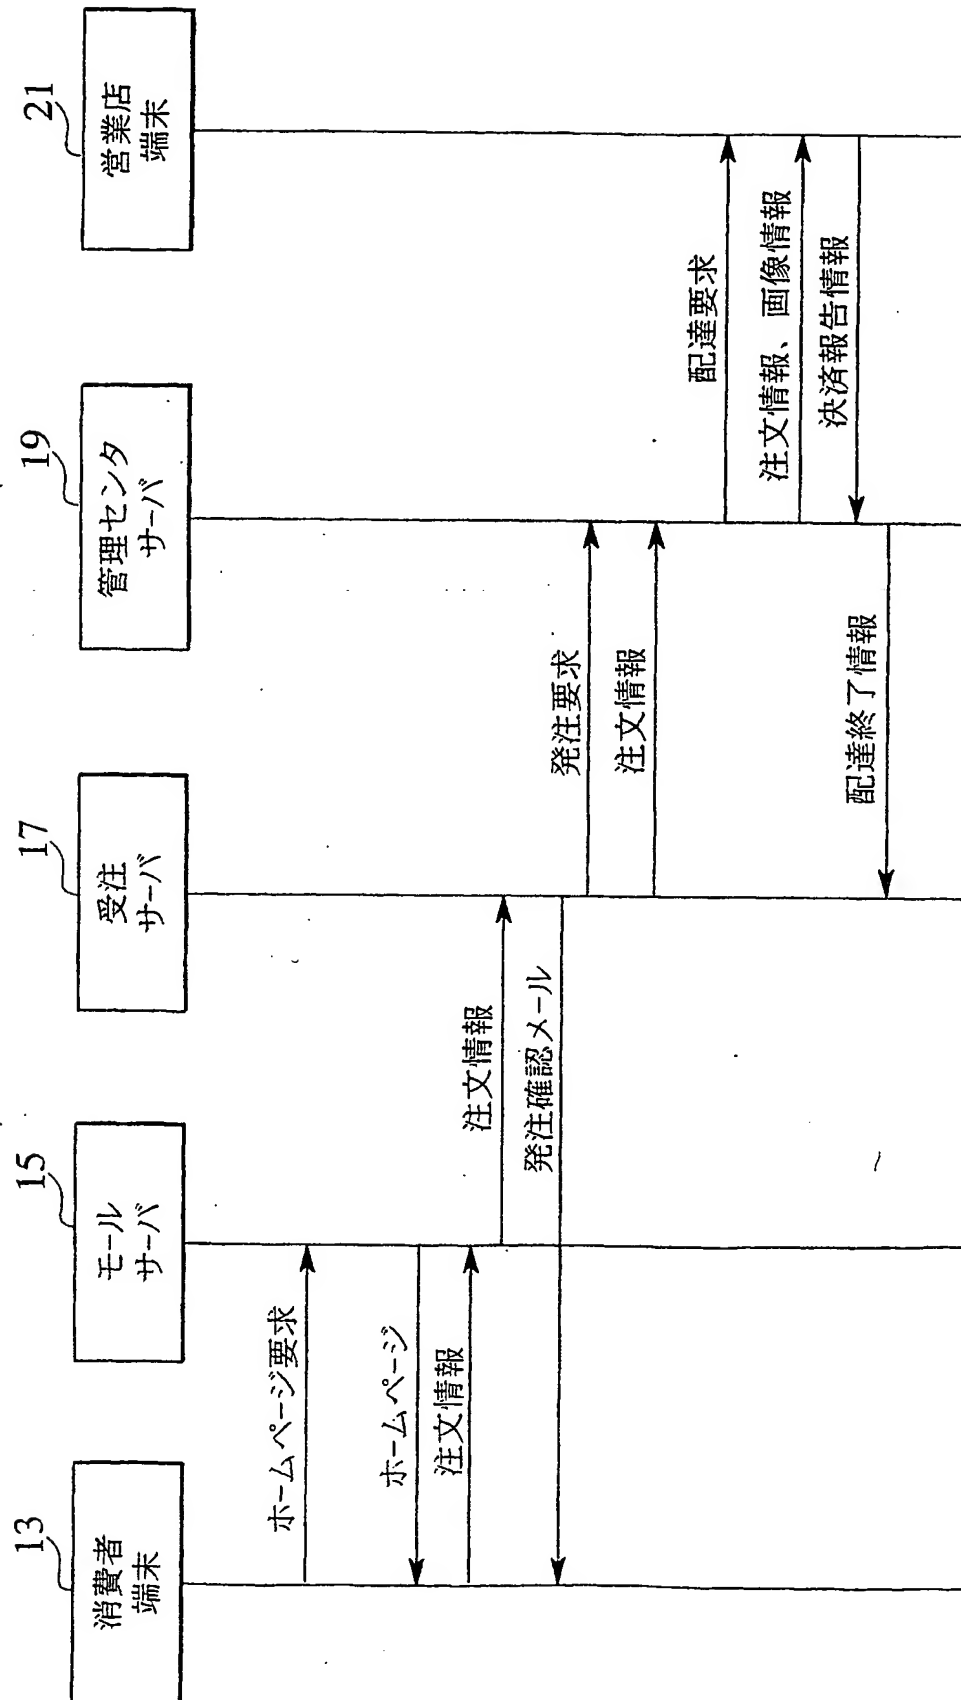 13
消費者
端末
15
モール
サーバ
17
受注
サーバ
19
管理センタ
サーバ
21
営業店
端末
ホームページ要求
ホームページ
注文情報
注文情報
発注確認メール
発注要求
注文情報
配達要求
注文情報、画像情報
決済報告情報
配達終了情報